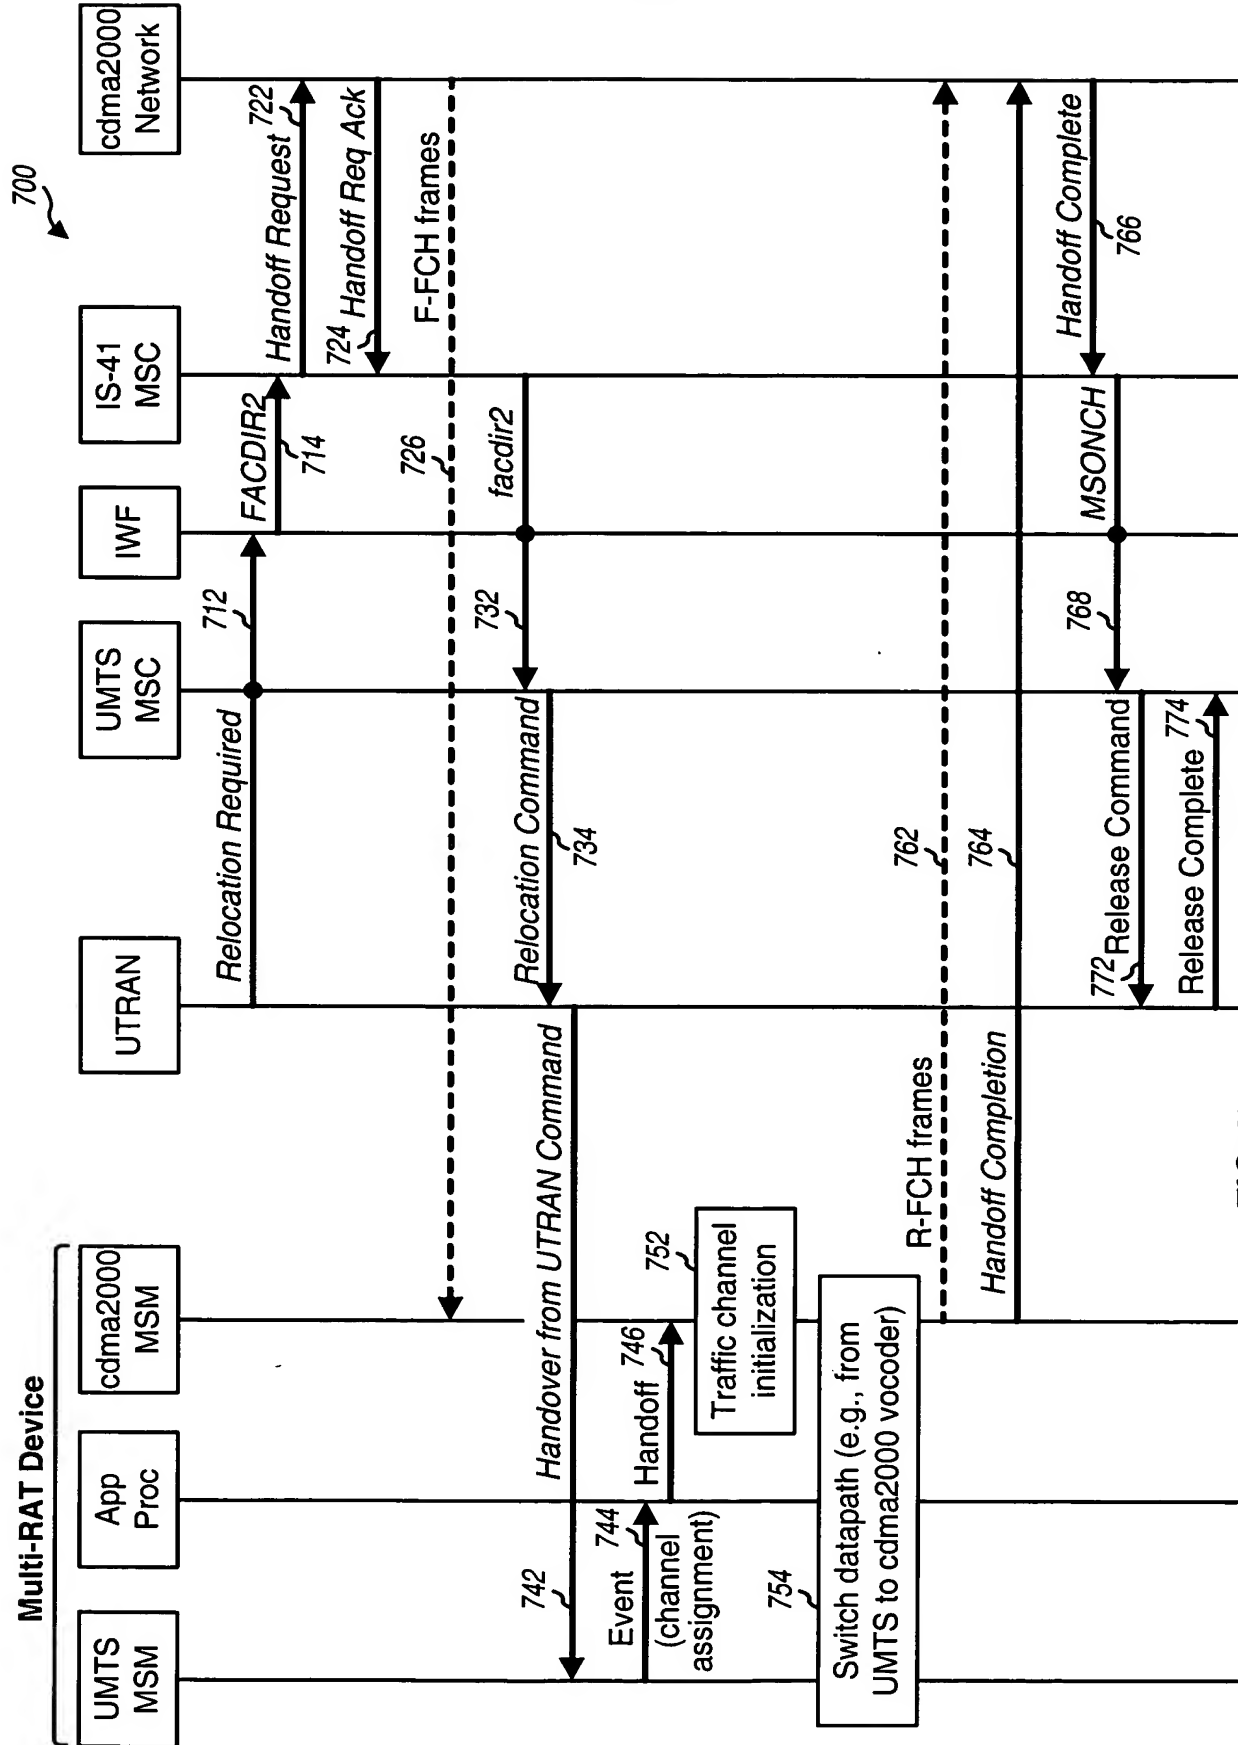 700
Multi-RAT Device
UMTS
MSM
App
Proc
cdma2000
MSM
UTRAN
UMTS
MSC
IWF
IS-41
MSC
cdma2000
Network
Relocation Required
712
FACDIR2
714
Handoff Request
722
724
Handoff Req Ack
F-FCH frames
726
facdir2
732
Relocation Command
734
Handover from UTRAN Command
742
Event
744
(channel
assignment)
Handoff
746
752
Traffic channel
initialization
754
Switch datapath (e.g., from
UMTS to cdma2000 vocoder)
R-FCH frames
762
Handoff Completion
764
Handoff Complete
766
MSONCH
768
772
Release Command
Release Complete
774